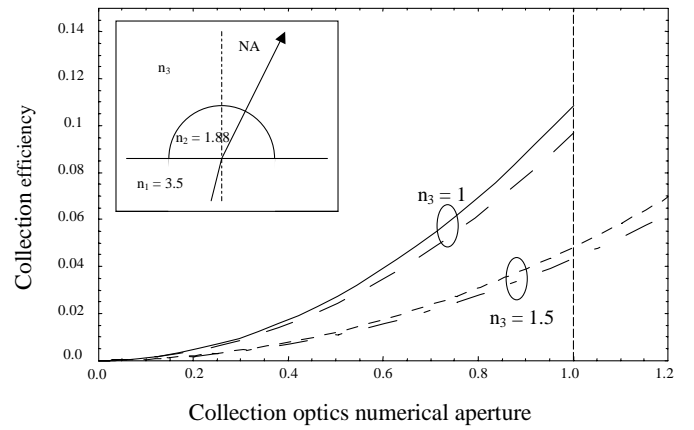 0.14
0.12
0.1
0.08
0.06
0.04
0.02
0.0
Collection efficiency
NA
n3
n2 = 1.88
n1 = 3.5
n3 = 1
n3 = 1.5
0.0 0.2 0.4 0.6 0.8 1.0 1.2
Collection optics numerical aperture